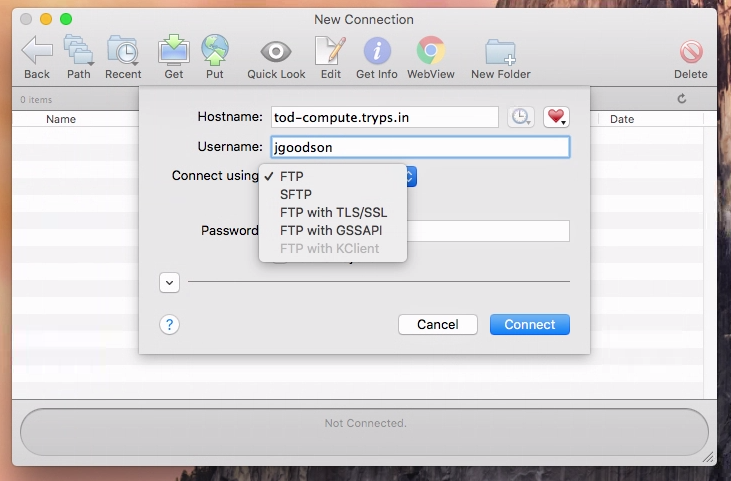 New Connection
Back Path Recent Get Put Quick Look Edit Get Info WebView New Folder Delete
0 items
Name Date
Hostname: tod-compute.tryps.in
Username: jgoodson
Connect using ✓ FTP
SFTP
FTP with TLS/SSL
FTP with GSSAPI
Password
FTP with KClient
? Cancel Connect
Not Connected.